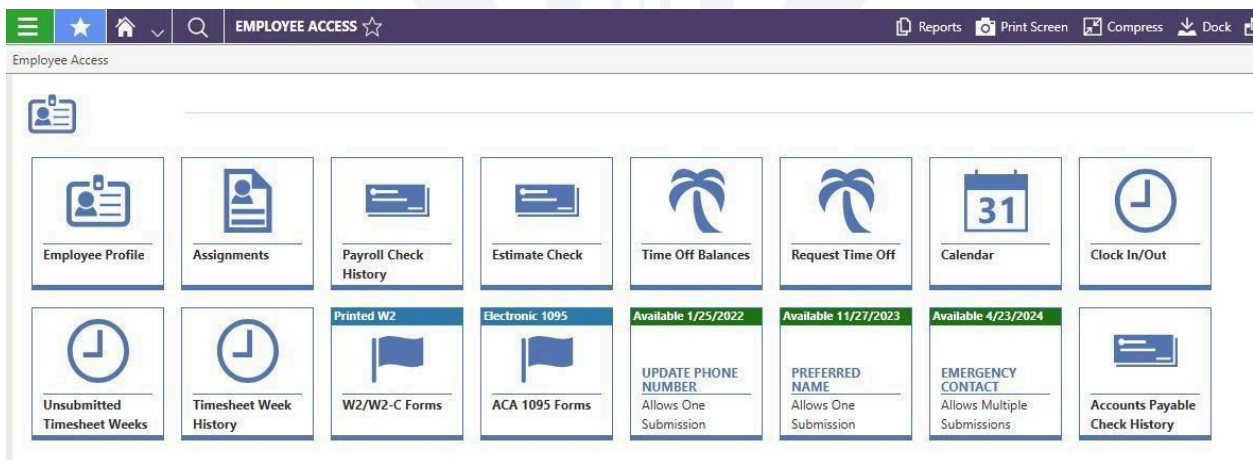 EMPLOYEE ACCESS
Reports
Print Screen
Compress
Dock
Employee Access
31
Employee Profile
Assignments
Payroll Check
History
Estimate Check
Time Off Balances
Request Time Off
Calendar
Clock In/Out
Unsubmitted
Timesheet Weeks
Timesheet Week
History
Printed W2
W2/W2-C Forms
Electronic 1095
ACA 1095 Forms
Available 1/25/2022
UPDATE PHONE
NUMBER
Allows One
Submission
Available 11/27/2023
PREFERRED
NAME
Allows One
Submission
Available 4/23/2024
EMERGENCY
CONTACT
Allows Multiple
Submissions
Accounts Payable
Check History